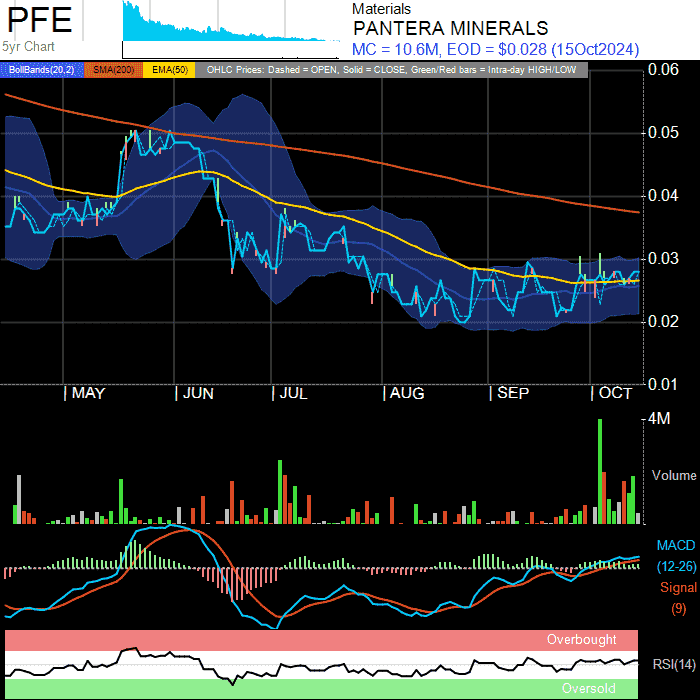 PFE
5yr Chart
Materials
PANTERA MINERALS
MC = 10.6M, EOD = $0.028 (15Oct2024)
BollBands(20,2) SMA(200) EMA(50) OHLC Prices: Dashed = OPEN, Solid = CLOSE, Green/Red bars = Intra-day HIGH/LOW
0.06
0.05
0.04
0.03
0.02
0.01
| MAY | JUN | JUL | AUG | SEP | OCT
4M
Volume
MACD
(12-26)
Signal
(9)
Overbought
RSI(14)
Oversold